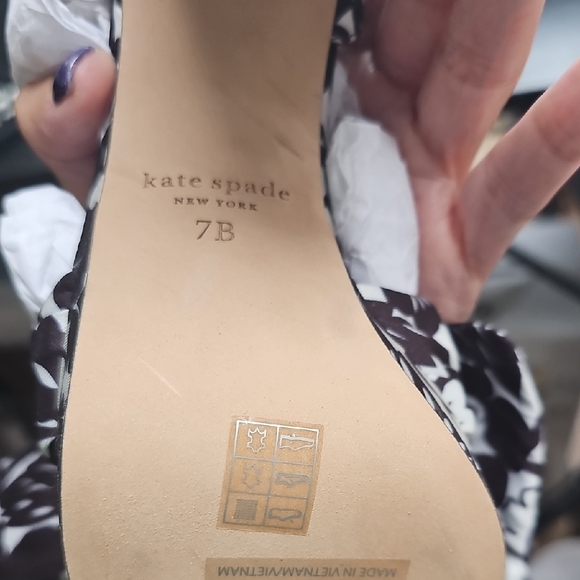 kate spade
NEW YORK
7B
MADE IN VIETNAM/VIETNAM